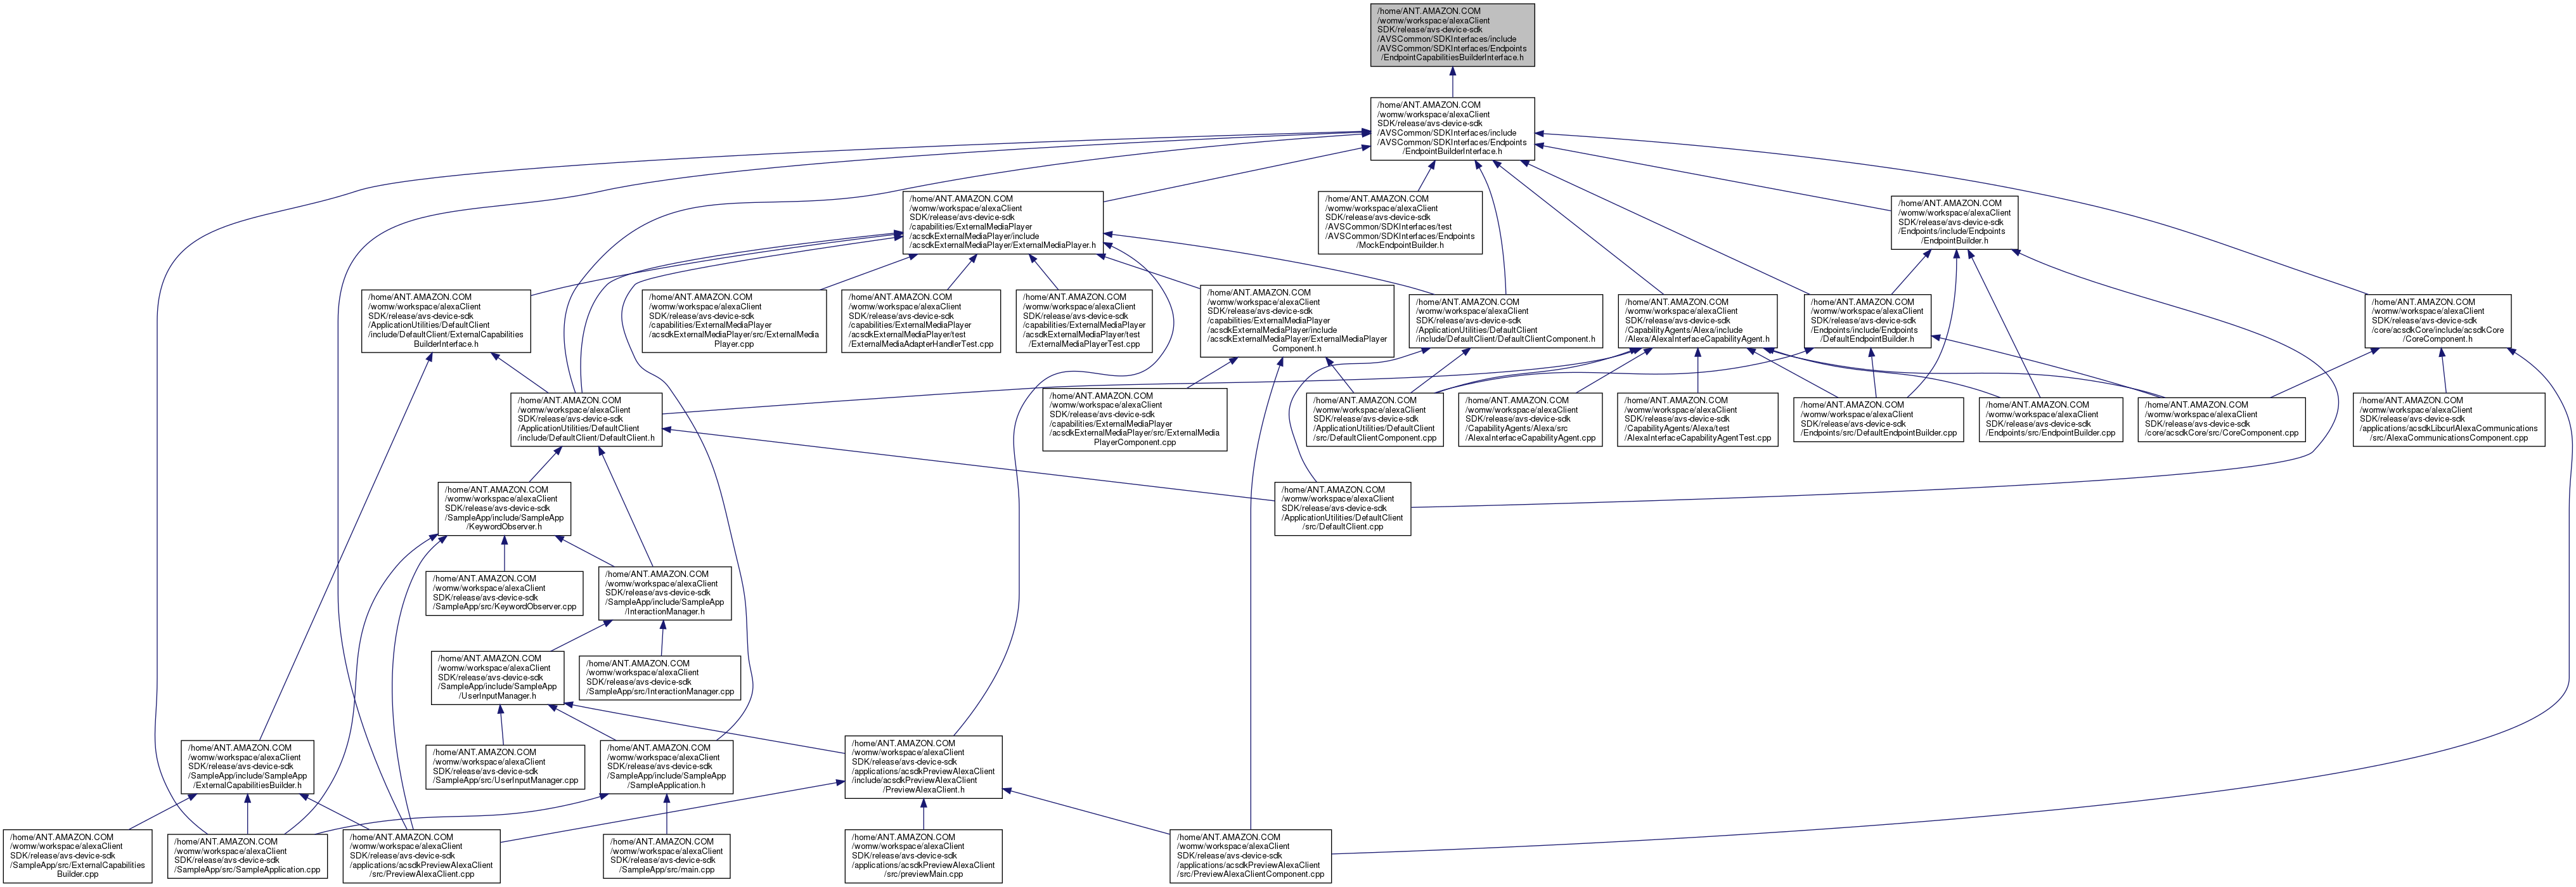 /home/ANT.AMAZON.COM
/womw/workspace/alexaClient
SDK/release/avs-device-sdk
/AVSCommon/SDKInterfaces/include
/AVSCommon/SDKInterfaces/Endpoints
/EndpointCapabilitiesBuilderInterface.h
/home/ANT.AMAZON.COM
/womw/workspace/alexaClient
SDK/release/avs-device-sdk
/AVSCommon/SDKInterfaces/include
/AVSCommon/SDKInterfaces/Endpoints
/EndpointBuilderInterface.h
/home/ANT.AMAZON.COM
/womw/workspace/alexaClient
SDK/release/avs-device-sdk
/capabilities/ExternalMediaPlayer
/acsdkExternalMediaPlayer/include
/acsdkExternalMediaPlayer/ExternalMediaPlayer.h
/home/ANT.AMAZON.COM
/womw/workspace/alexaClient
SDK/release/avs-device-sdk
/AVSCommon/SDKInterfaces/test
/AVSCommon/SDKInterfaces/Endpoints
/MockEndpointBuilder.h
/home/ANT.AMAZON.COM
/womw/workspace/alexaClient
SDK/release/avs-device-sdk
/Endpoints/include/Endpoints
/EndpointBuilder.h
/home/ANT.AMAZON.COM
/womw/workspace/alexaClient
SDK/release/avs-device-sdk
/ApplicationUtilities/DefaultClient
/include/DefaultClient/ExternalCapabilities
BuilderInterface.h
/home/ANT.AMAZON.COM
/womw/workspace/alexaClient
SDK/release/avs-device-sdk
/capabilities/ExternalMediaPlayer
/acsdkExternalMediaPlayer/src/ExternalMedia
Player.cpp
/home/ANT.AMAZON.COM
/womw/workspace/alexaClient
SDK/release/avs-device-sdk
/capabilities/ExternalMediaPlayer
/acsdkExternalMediaPlayer/test
/ExternalMediaAdapterHandlerTest.cpp
/home/ANT.AMAZON.COM
/womw/workspace/alexaClient
SDK/release/avs-device-sdk
/capabilities/ExternalMediaPlayer
/acsdkExternalMediaPlayer/test
/ExternalMediaPlayerTest.cpp
/home/ANT.AMAZON.COM
/womw/workspace/alexaClient
SDK/release/avs-device-sdk
/capabilities/ExternalMediaPlayer
/acsdkExternalMediaPlayer/include
/acsdkExternalMediaPlayer/ExternalMediaPlayer
Component.h
/home/ANT.AMAZON.COM
/womw/workspace/alexaClient
SDK/release/avs-device-sdk
/ApplicationUtilities/DefaultClient
/include/DefaultClient/DefaultClientComponent.h
/home/ANT.AMAZON.COM
/womw/workspace/alexaClient
SDK/release/avs-device-sdk
/CapabilityAgents/Alexa/include
/Alexa/AlexaInterfaceCapabilityAgent.h
/home/ANT.AMAZON.COM
/womw/workspace/alexaClient
SDK/release/avs-device-sdk
/Endpoints/include/Endpoints
/DefaultEndpointBuilder.h
/home/ANT.AMAZON.COM
/womw/workspace/alexaClient
SDK/release/avs-device-sdk
/core/acsdkCore/include/acsdkCore
/CoreComponent.h
/home/ANT.AMAZON.COM
/womw/workspace/alexaClient
SDK/release/avs-device-sdk
/ApplicationUtilities/DefaultClient
/include/DefaultClient/DefaultClient.h
/home/ANT.AMAZON.COM
/womw/workspace/alexaClient
SDK/release/avs-device-sdk
/capabilities/ExternalMediaPlayer
/acsdkExternalMediaPlayer/src/ExternalMedia
PlayerComponent.cpp
/home/ANT.AMAZON.COM
/womw/workspace/alexaClient
SDK/release/avs-device-sdk
/ApplicationUtilities/DefaultClient
/src/DefaultClientComponent.cpp
/home/ANT.AMAZON.COM
/womw/workspace/alexaClient
SDK/release/avs-device-sdk
/CapabilityAgents/Alexa/src
/AlexaInterfaceCapabilityAgent.cpp
/home/ANT.AMAZON.COM
/womw/workspace/alexaClient
SDK/release/avs-device-sdk
/CapabilityAgents/Alexa/test
/AlexaInterfaceCapabilityAgentTest.cpp
/home/ANT.AMAZON.COM
/womw/workspace/alexaClient
SDK/release/avs-device-sdk
/Endpoints/src/DefaultEndpointBuilder.cpp
/home/ANT.AMAZON.COM
/womw/workspace/alexaClient
SDK/release/avs-device-sdk
/Endpoints/src/EndpointBuilder.cpp
/home/ANT.AMAZON.COM
/womw/workspace/alexaClient
SDK/release/avs-device-sdk
/core/acsdkCore/src/CoreComponent.cpp
/home/ANT.AMAZON.COM
/womw/workspace/alexaClient
SDK/release/avs-device-sdk
/applications/acsdkLibcurlAlexaCommunications
/src/AlexaCommunicationsComponent.cpp
/home/ANT.AMAZON.COM
/womw/workspace/alexaClient
SDK/release/avs-device-sdk
/SampleApp/include/SampleApp
/KeywordObserver.h
/home/ANT.AMAZON.COM
/womw/workspace/alexaClient
SDK/release/avs-device-sdk
/ApplicationUtilities/DefaultClient
/src/DefaultClient.cpp
/home/ANT.AMAZON.COM
/womw/workspace/alexaClient
SDK/release/avs-device-sdk
/SampleApp/src/KeywordObserver.cpp
/home/ANT.AMAZON.COM
/womw/workspace/alexaClient
SDK/release/avs-device-sdk
/SampleApp/include/SampleApp
/InteractionManager.h
/home/ANT.AMAZON.COM
/womw/workspace/alexaClient
SDK/release/avs-device-sdk
/SampleApp/include/SampleApp
/UserInputManager.h
/home/ANT.AMAZON.COM
/womw/workspace/alexaClient
SDK/release/avs-device-sdk
/SampleApp/src/InteractionManager.cpp
/home/ANT.AMAZON.COM
/womw/workspace/alexaClient
SDK/release/avs-device-sdk
/SampleApp/include/SampleApp
/ExternalCapabilitiesBuilder.h
/home/ANT.AMAZON.COM
/womw/workspace/alexaClient
SDK/release/avs-device-sdk
/SampleApp/src/UserInputManager.cpp
/home/ANT.AMAZON.COM
/womw/workspace/alexaClient
SDK/release/avs-device-sdk
/SampleApp/include/SampleApp
/SampleApplication.h
/home/ANT.AMAZON.COM
/womw/workspace/alexaClient
SDK/release/avs-device-sdk
/applications/acsdkPreviewAlexaClient
/include/acsdkPreviewAlexaClient
/PreviewAlexaClient.h
/home/ANT.AMAZON.COM
/womw/workspace/alexaClient
SDK/release/avs-device-sdk
/SampleApp/src/ExternalCapabilities
Builder.cpp
/home/ANT.AMAZON.COM
/womw/workspace/alexaClient
SDK/release/avs-device-sdk
/SampleApp/src/SampleApplication.cpp
/home/ANT.AMAZON.COM
/womw/workspace/alexaClient
SDK/release/avs-device-sdk
/applications/acsdkPreviewAlexaClient
/src/PreviewAlexaClient.cpp
/home/ANT.AMAZON.COM
/womw/workspace/alexaClient
SDK/release/avs-device-sdk
/SampleApp/src/main.cpp
/home/ANT.AMAZON.COM
/womw/workspace/alexaClient
SDK/release/avs-device-sdk
/applications/acsdkPreviewAlexaClient
/src/previewMain.cpp
/home/ANT.AMAZON.COM
/womw/workspace/alexaClient
SDK/release/avs-device-sdk
/applications/acsdkPreviewAlexaClient
/src/PreviewAlexaClientComponent.cpp